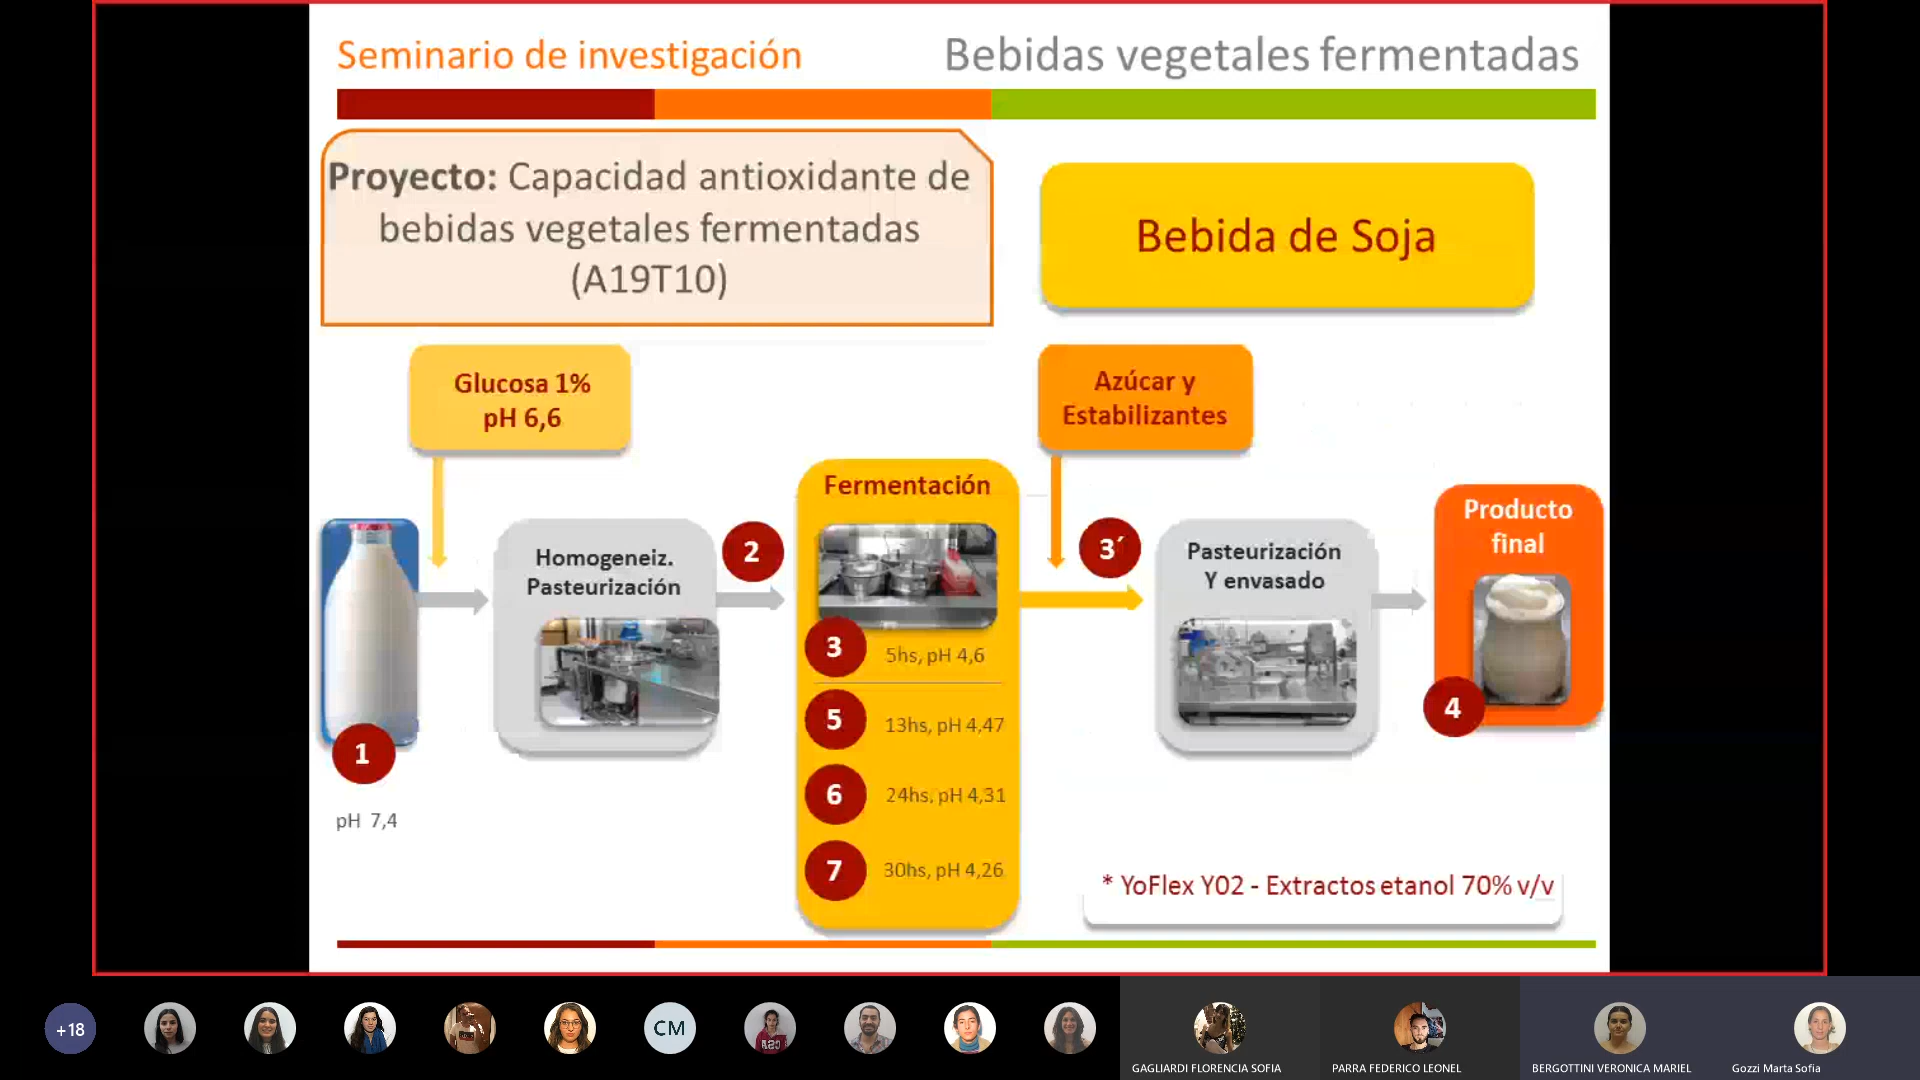 Seminario de investigación
Bebidas vegetales fermentadas
Proyecto: Capacidad antioxidante de
bebidas vegetales fermentadas
(A19T10)
Bebida de Soja
Glucosa 1%
pH 6,6
Azúcar y
Estabilizantes
1
pH 7,4
Homogeneiz.
Pasteurización
2
Fermentación
3
5hs, pH 4,6
5
13hs, pH 4,47
6
24hs, pH 4,31
7
30hs, pH 4,26
3´
Pasteurización
Y envasado
Producto
final
4
* YoFlex Y02 - Extractos etanol 70% v/v
+18
CM
GAGLIARDI FLORENCIA SOFIA
PARRA FEDERICO LEONEL
BERGOTTINI VERONICA MARIEL
Gozzi Marta Sofia